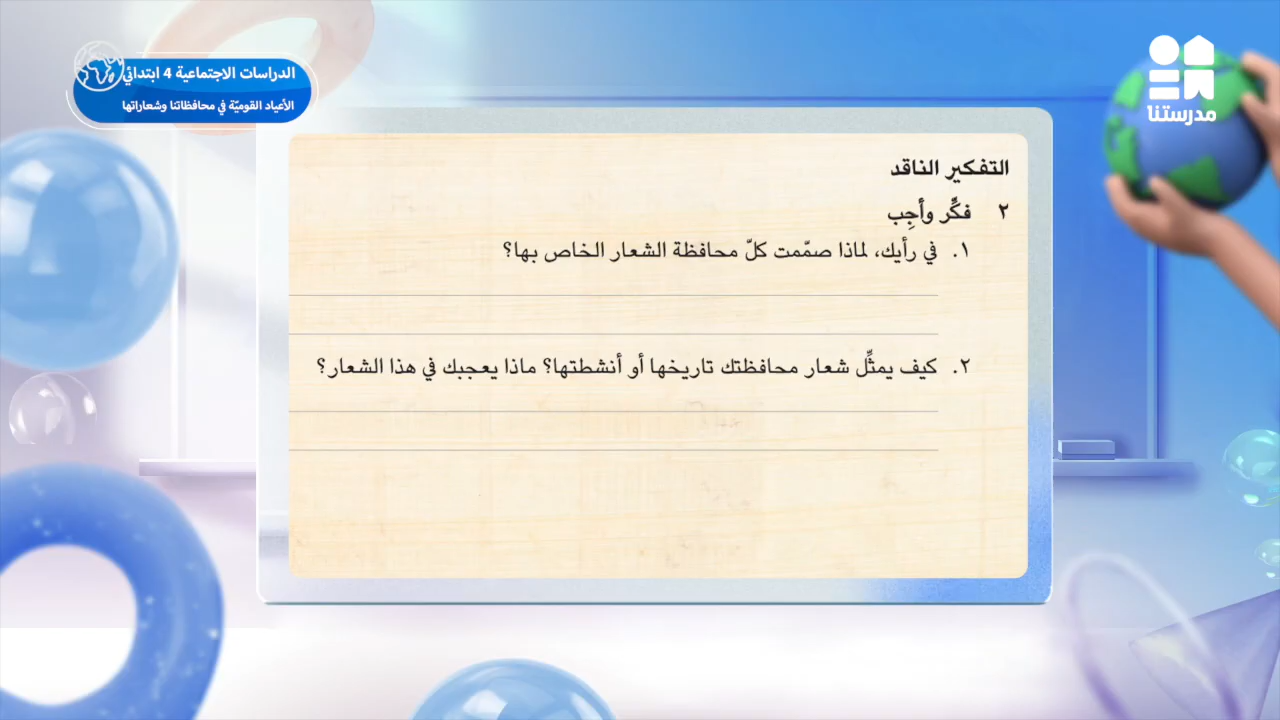 الدراسات الاجتماعية 4 ابتدائي
الأعياد القوميّة في محافظاتنا وشعاراتها
مدرستنا
التفكير الناقد
٢ فكِّر وأجِب
١. في رأيك، لماذا صمّمت كلّ محافظة الشعار الخاص بها؟
٢. كيف يمثِّل شعار محافظتك تاريخها أو أنشطتها؟ ماذا يعجبك في هذا الشعار؟